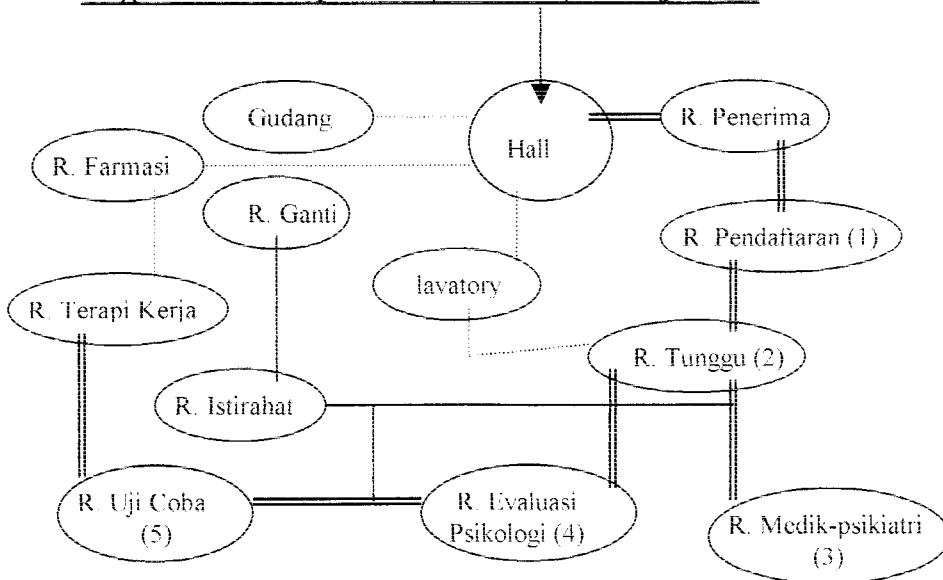 Gudang
R. Penerima
Hall
R. Farmasi
R. Ganti
R. Pendaftaran (1)
lavatory
R. Terapi Kerja
R. Tunggu (2)
R. Istirahat
R. Uji Coba
(5)
R. Evaluasi
Psikologi (4)
R. Medik-psikiatri
(3)